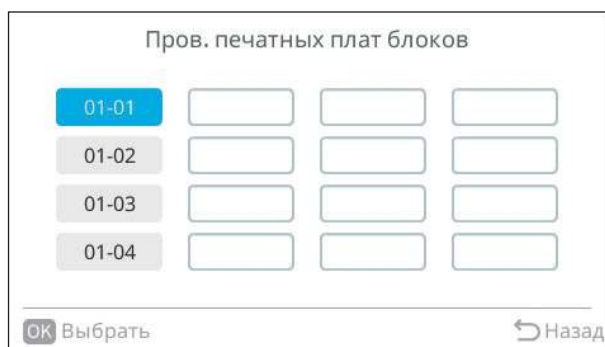 Пров. печатных плат блоков
01-01
01-02
01-03
01-04
OK Выбрать
Назад